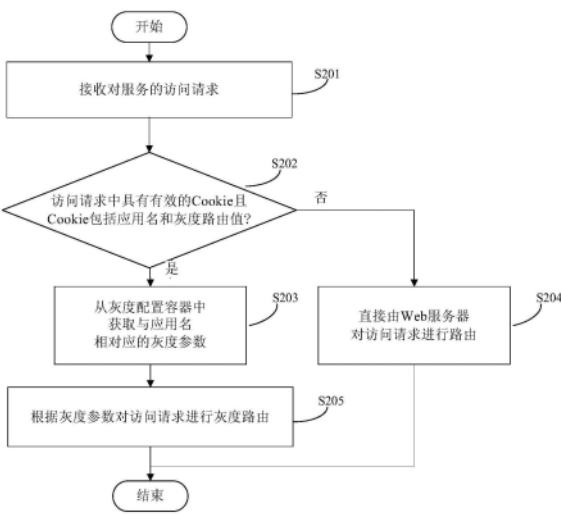 开始
接收对服务的访问请求
S201
S202
访问请求中具有有效的Cookie且
Cookie包括应用名和灰度路由值?
否
是
从灰度配置容器中
获取与应用名
相对应的灰度参数
S203
直接由Web服务器
对访问请求进行路由
S204
根据灰度参数对访问请求进行灰度路由
S205
结束